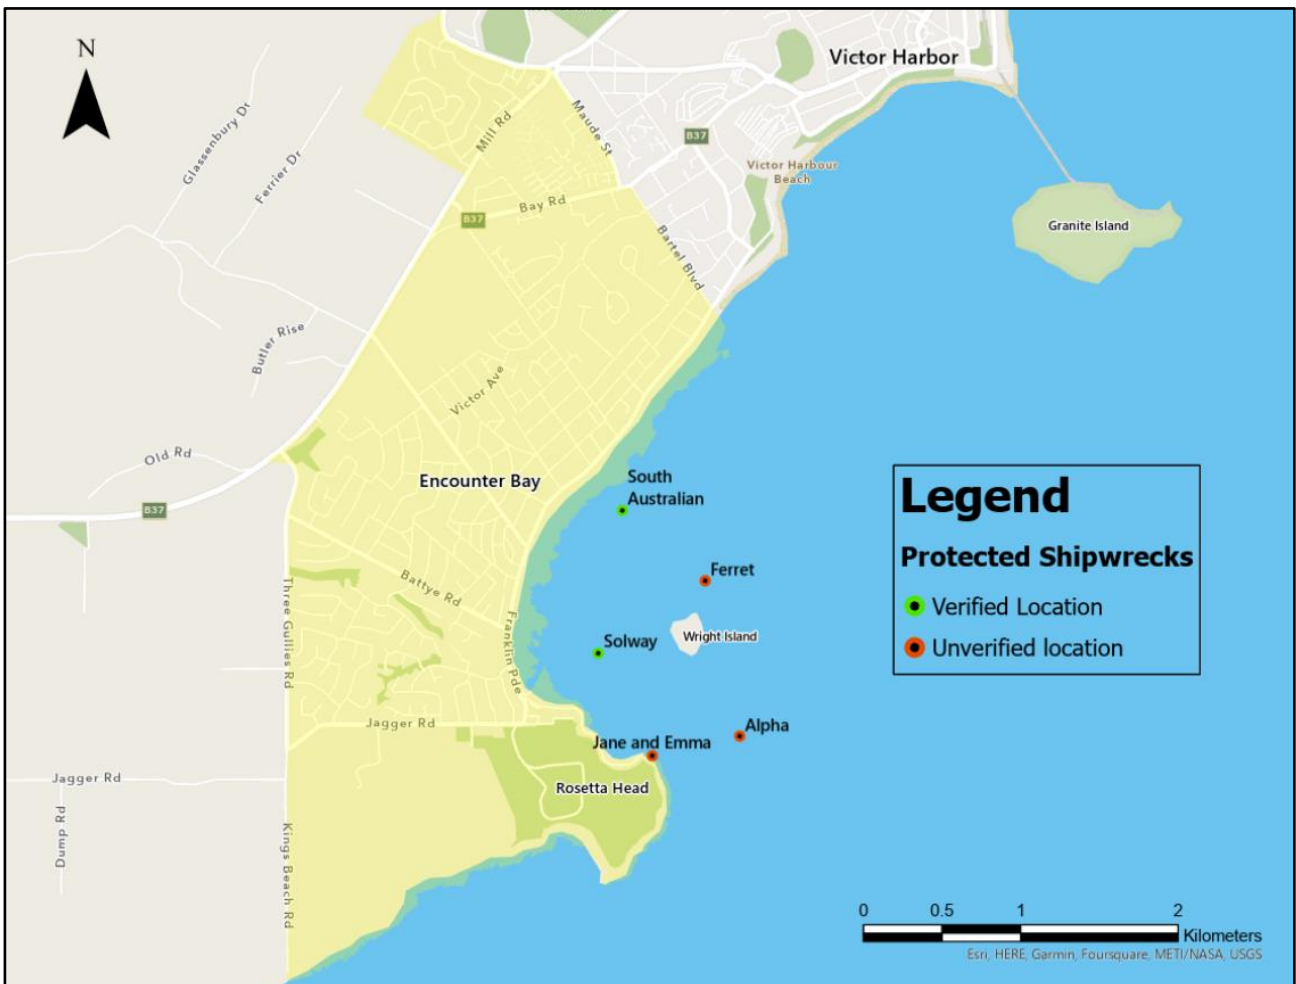 N
Victor Harbor
Glassenbury Dr
Ferrier Dr
Mill Rd
Maude St
B37
Victor Harbour
Beach
Bay Rd
B37
Granite Island
Bartel Blvd
Butler Rise
Victor Ave
Old Rd
B37
Encounter Bay
South
Australian
Ferret
Battye Rd
Three Gullies Rd
Franklin Pde
Solway
Wright Island
Jagger Rd
Alpha
Jane and Emma
Jagger Rd
Rosetta Head
Dump Rd
Kings Beach Rd
Legend
Protected Shipwrecks
Verified Location
Unverified location
0 0.5 1 2
Kilometers
Esri, HERE, Garmin, Foursquare, METI/NASA, USGS